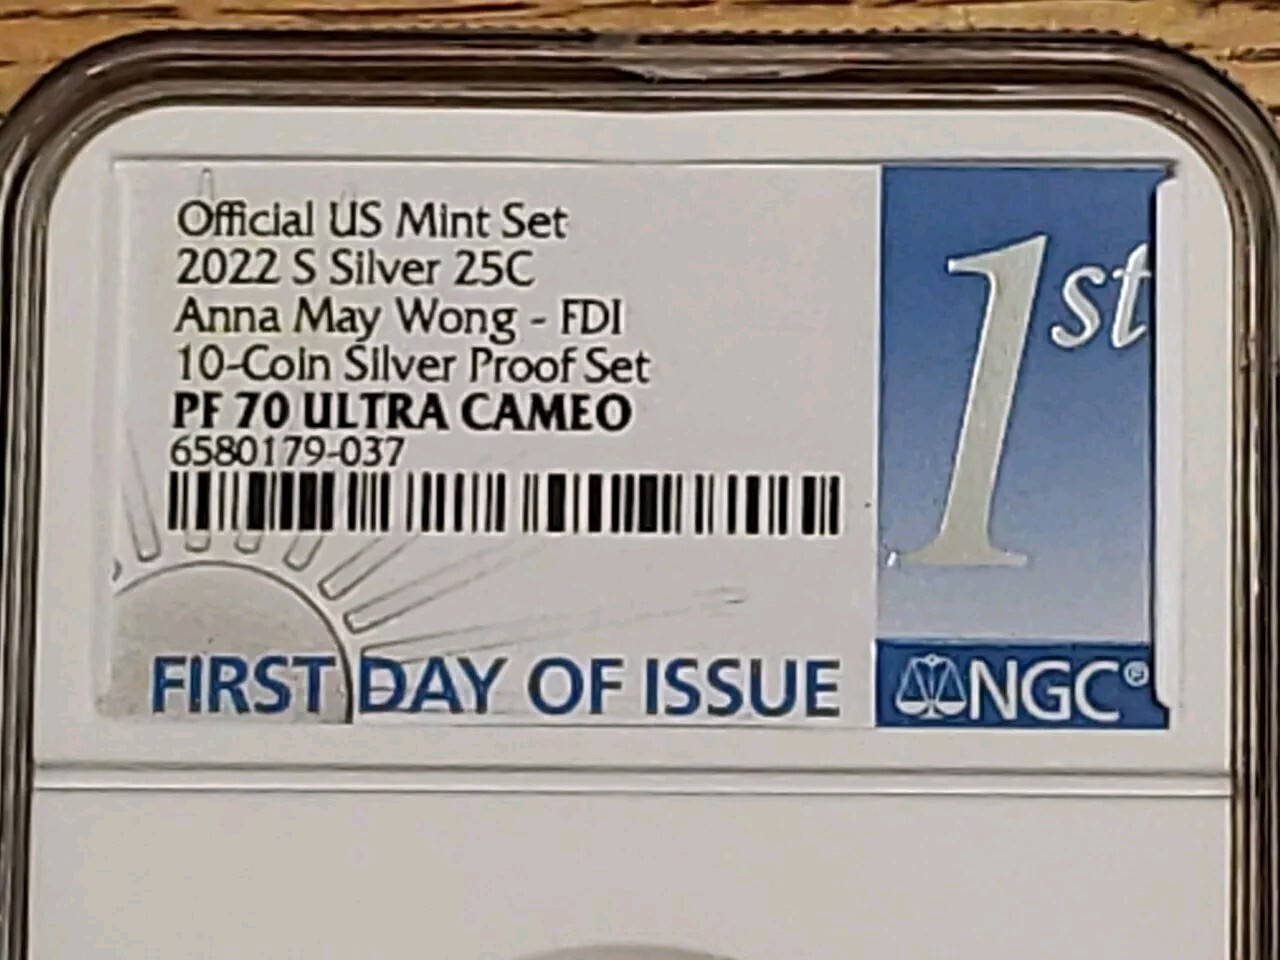 Official US Mint Set
2022 S Silver 25C
Anna May Wong - FDI
10-Coin Silver Proof Set
PF 70 ULTRA CAMEO
6580179-037
FIRST DAY OF ISSUE
1st
NGC®